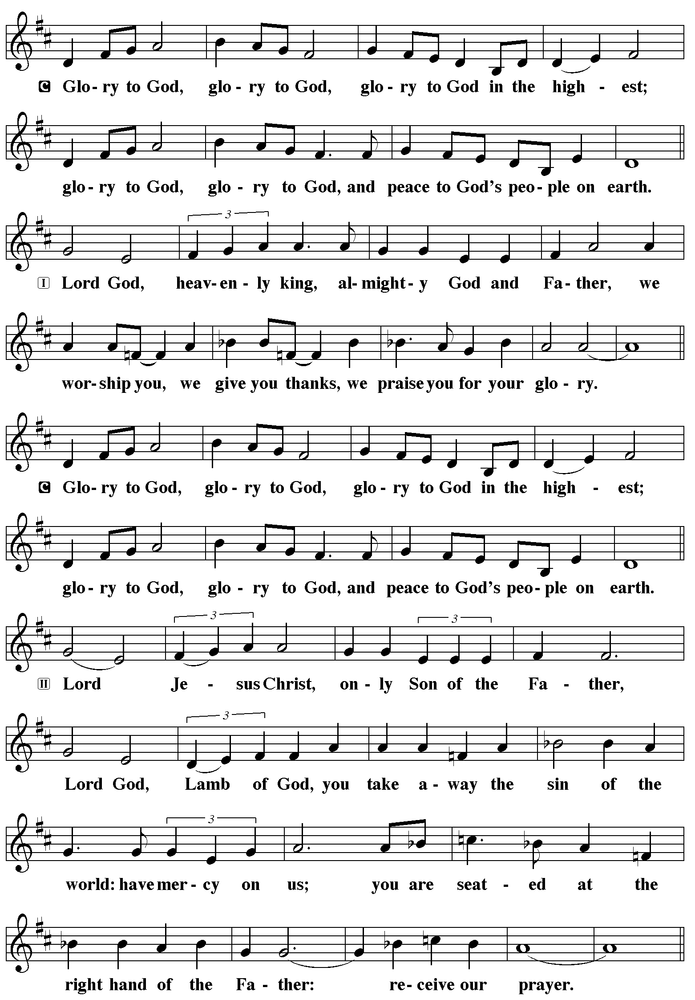 C Glo- ry to God, glo - ry to God, glo - ry to God in the high - est;
glo - ry to God, glo - ry to God, and peace to God’s peo- ple on earth.
3
I Lord God, heav- en - ly king, al- might - y God and Fa - ther, we
wor- ship you, we give you thanks, we praise you for your glo - ry.
C Glo- ry to God, glo - ry to God, glo - ry to God in the high - est;
glo - ry to God, glo - ry to God, and peace to God’s peo- ple on earth.
3 3
II Lord Je - sus Christ, on - ly Son of the Fa - ther,
3
Lord God, Lamb of God, you take a - way the sin of the
3
world: have mer - cy on us; you are seat - ed at the
right hand of the Fa - ther: re- ceive our prayer.